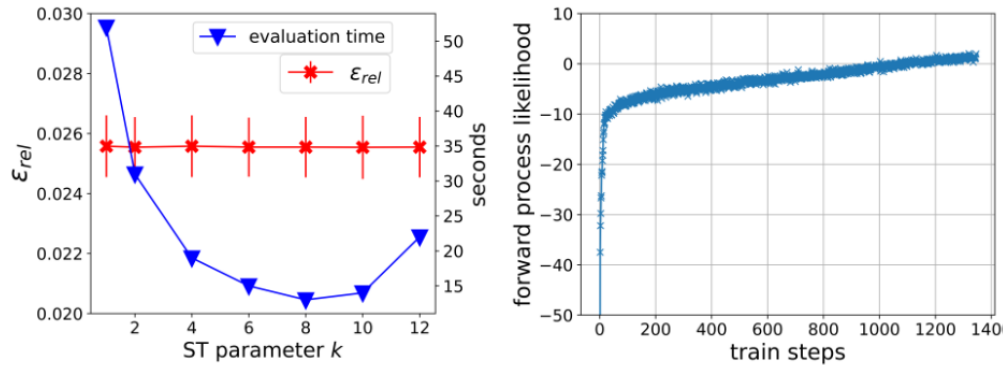 0.030
0.028
0.026
0.024
0.022
0.020
ε_rel
evaluation time
ε_rel
50
45
40
35
30
25
20
15
seconds
2 4 6 8 10 12
ST parameter k
10
0
−10
−20
−30
−40
−50
forward process likelihood
0 200 400 600 800 1000 1200 1400
train steps